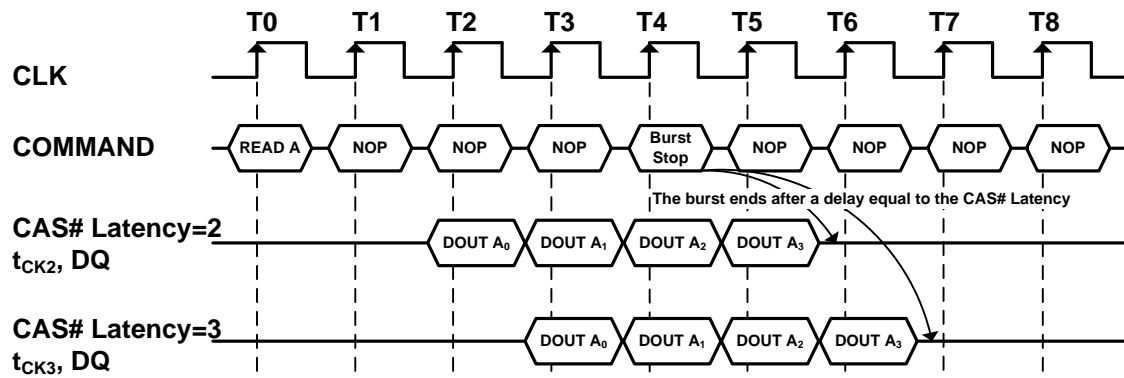 T0 T1 T2 T3 T4 T5 T6 T7 T8
CLK
COMMAND READ A NOP NOP NOP Burst Stop NOP NOP NOP NOP
The burst ends after a delay equal to the CAS# Latency
CAS# Latency=2
tCK2, DQ DOUT A0 DOUT A1 DOUT A2 DOUT A3
CAS# Latency=3
tCK3, DQ DOUT A0 DOUT A1 DOUT A2 DOUT A3